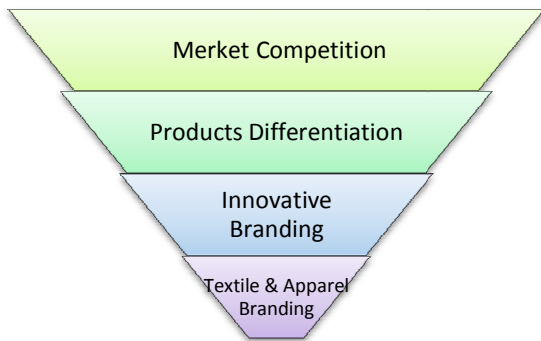 Merket Competition
Products Differentiation
Innovative
Branding
Textile & Apparel
Branding